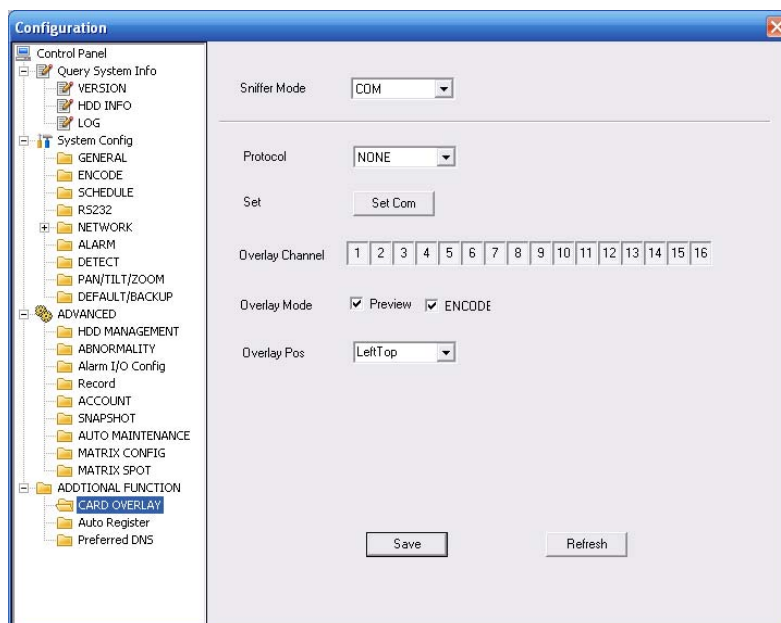 Configuration
Control Panel
Query System Info
VERSION
HDD INFO
LOG
System Config
GENERAL
ENCODE
SCHEDULE
RS232
NETWORK
ALARM
DETECT
PAN/TILT/ZOOM
DEFAULT/BACKUP
ADVANCED
HDD MANAGEMENT
ABNORMALITY
Alarm I/O Config
Record
ACCOUNT
SNAPSHOT
AUTO MAINTENANCE
MATRIX CONFIG
MATRIX SPOT
ADDTIONAL FUNCTION
CARD OVERLAY
Auto Register
Preferred DNS
Sniffer Mode COM
Protocol NONE
Set Set Com
Overlay Channel 1 2 3 4 5 6 7 8 9 10 11 12 13 14 15 16
Overlay Mode Preview ENCODE
Overlay Pos LeftTop
Save Refresh